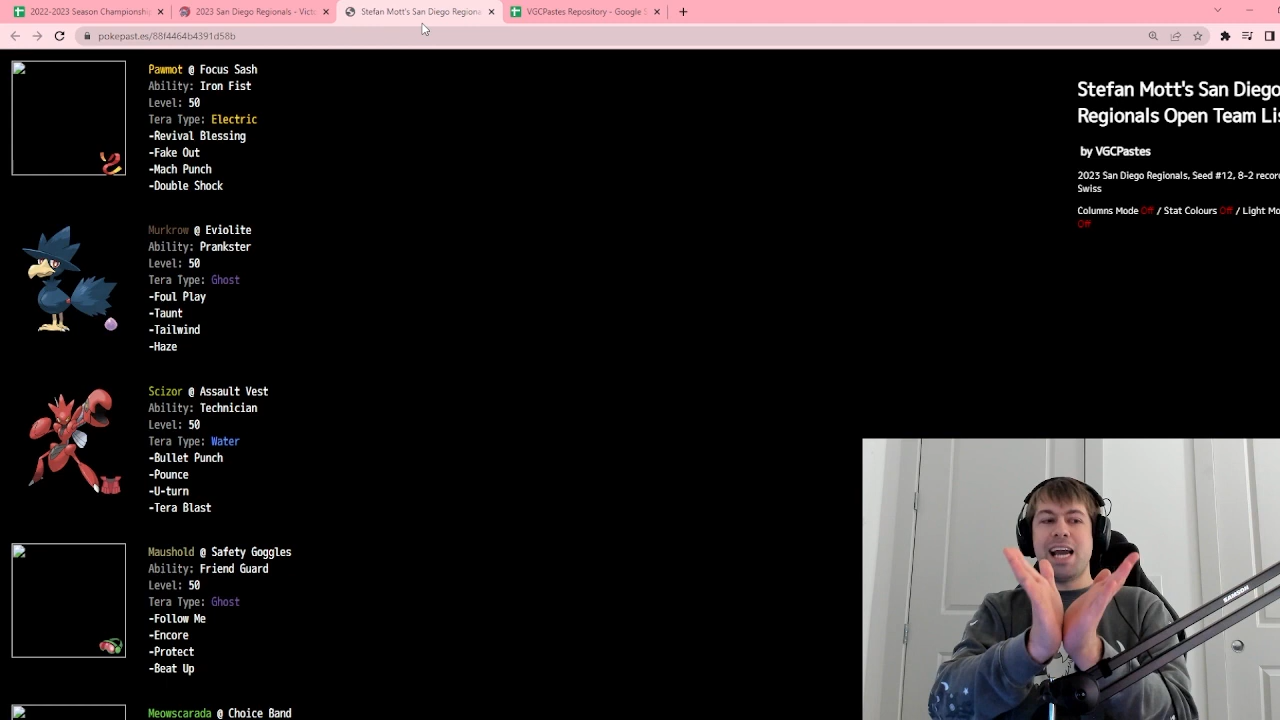 2022-2023 Season Championship
2023 San Diego Regionals - Victo
Stefan Mott's San Diego Regiona
VGCPastes Repository - Google S
pokepast.es/88f4464b4391d58b
Pawmot @ Focus Sash
Ability: Iron Fist
Level: 50
Tera Type: Electric
-Revival Blessing
-Fake Out
-Mach Punch
-Double Shock
Murkrow @ Eviolite
Ability: Prankster
Level: 50
Tera Type: Ghost
-Foul Play
-Taunt
-Tailwind
-Haze
Scizor @ Assault Vest
Ability: Technician
Level: 50
Tera Type: Water
-Bullet Punch
-Pounce
-U-turn
-Tera Blast
Maushold @ Safety Goggles
Ability: Friend Guard
Level: 50
Tera Type: Ghost
-Follow Me
-Encore
-Protect
-Beat Up
Meowscarada @ Choice Band
Stefan Mott's San Diego
Regionals Open Team Lis
by VGCPastes
2023 San Diego Regionals, Seed #12, 8-2 record
Swiss
Columns Mode Off / Stat Colours Off / Light Mo
Off
SAMSON